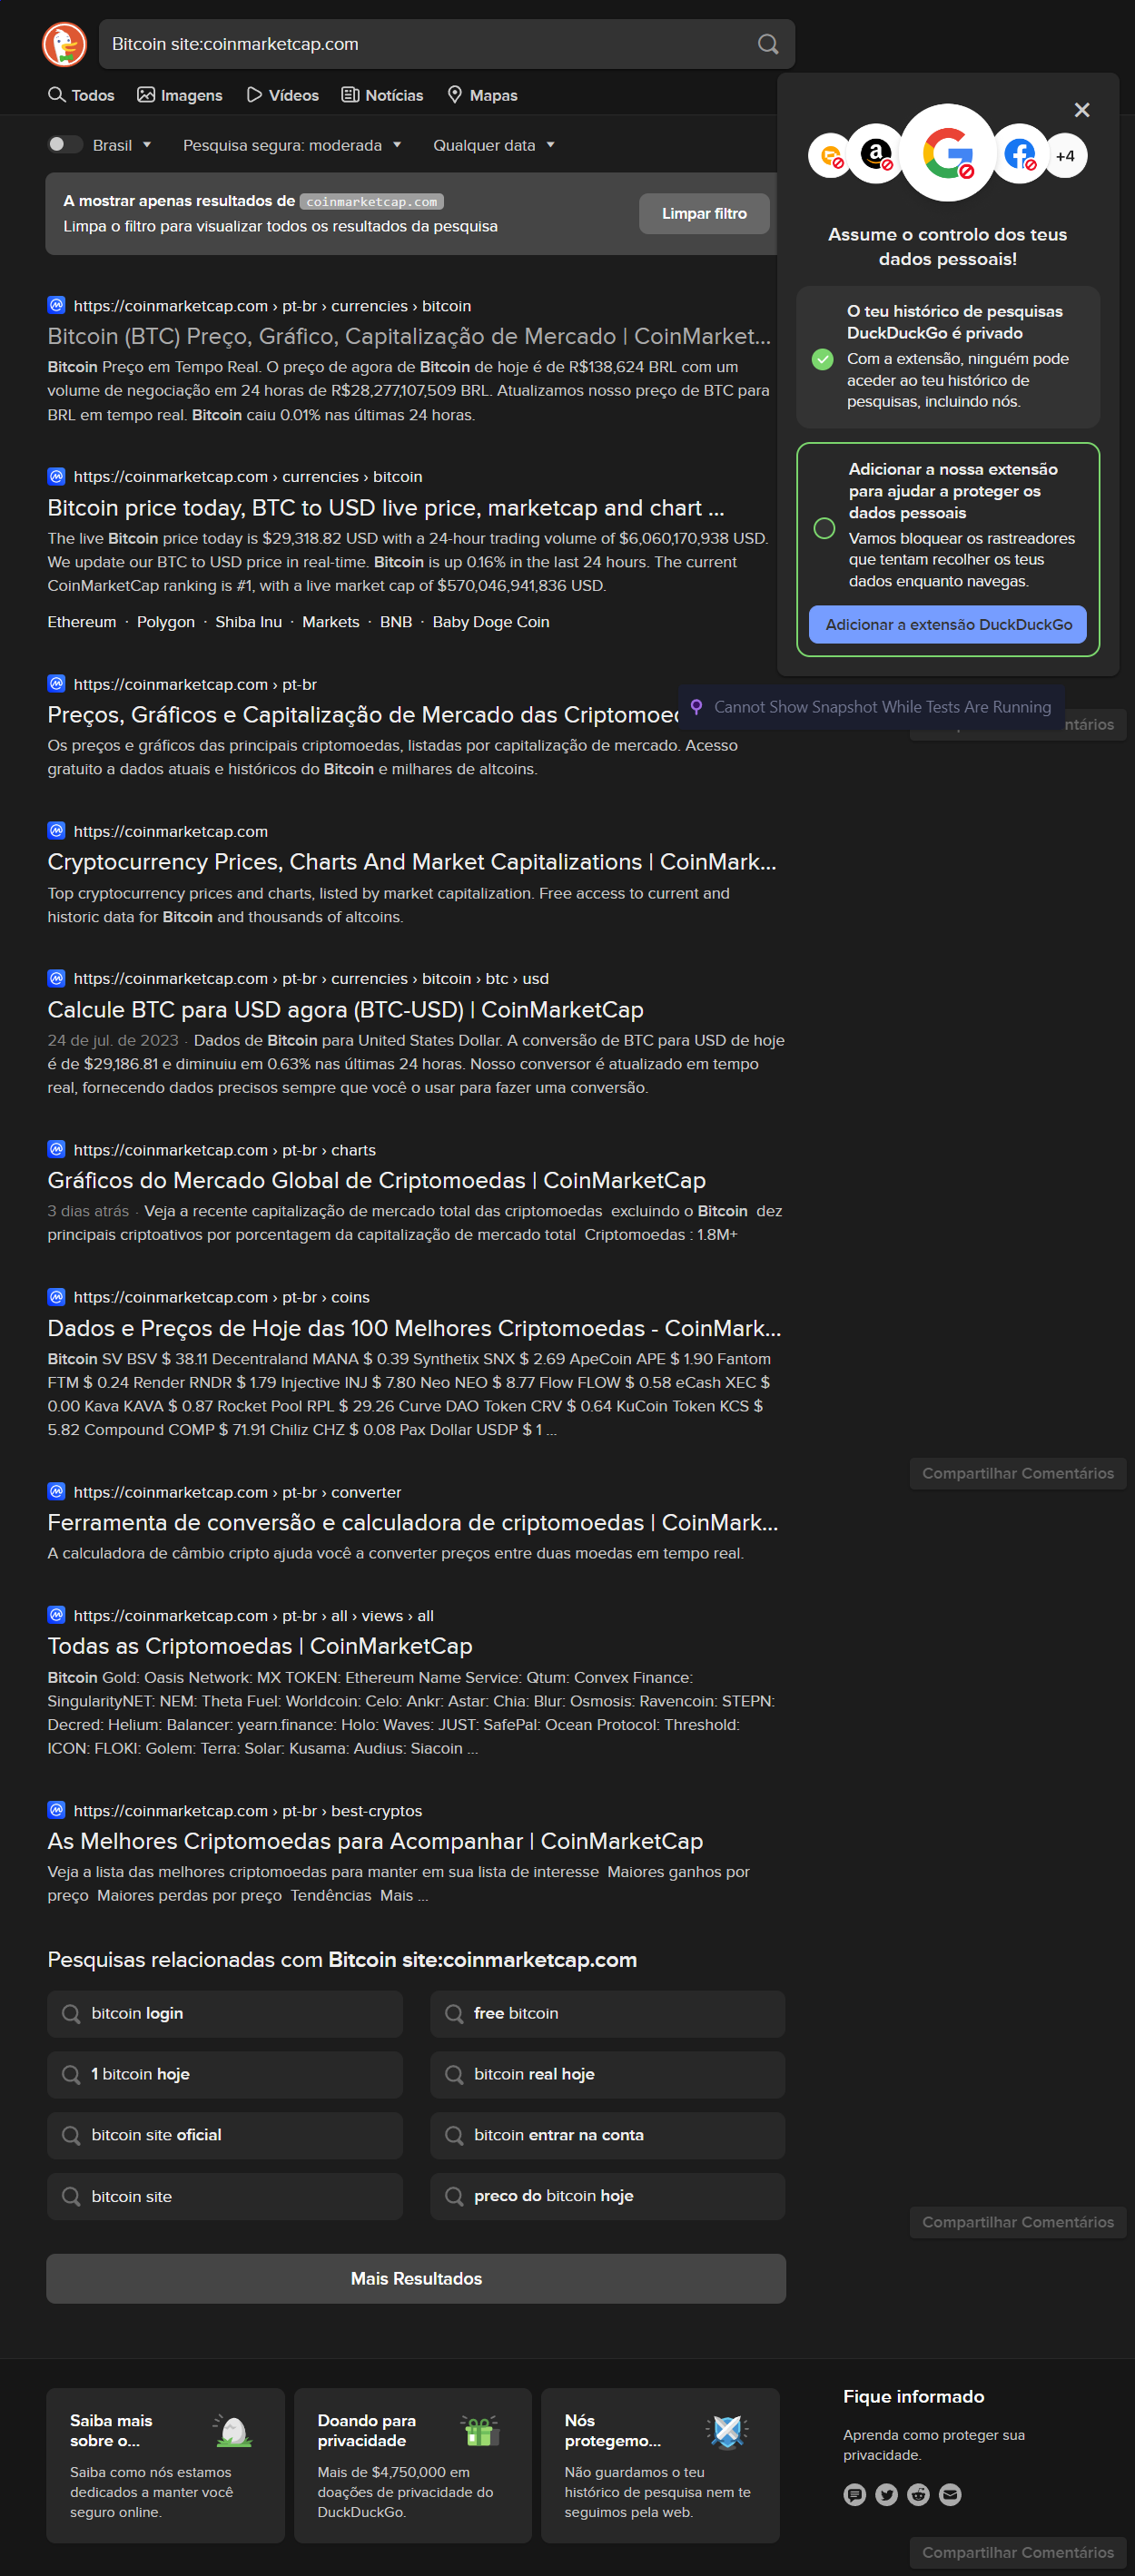 Bitcoin site:coinmarketcap.com
Todos
Imagens
Vídeos
Notícias
Mapas
Brasil
Pesquisa segura: moderada
Qualquer data
A mostrar apenas resultados de coinmarketcap.com
Limpa o filtro para visualizar todos os resultados da pesquisa
Limpar filtro
+4
Assume o controlo dos teus
dados pessoais!
O teu histórico de pesquisas
DuckDuckGo é privado
Com a extensão, ninguém pode
aceder ao teu histórico de
pesquisas, incluindo nós.
Adicionar a nossa extensão
para ajudar a proteger os
dados pessoais
Vamos bloquear os rastreadores
que tentam recolher os teus
dados enquanto navegas.
Adicionar a extensão DuckDuckGo
https://coinmarketcap.com › pt-br › currencies › bitcoin
Bitcoin (BTC) Preço, Gráfico, Capitalização de Mercado | CoinMarket...
Bitcoin Preço em Tempo Real. O preço de agora de Bitcoin de hoje é de R$138,624 BRL com um
volume de negociação em 24 horas de R$28,277,107,509 BRL. Atualizamos nosso preço de BTC para
BRL em tempo real. Bitcoin caiu 0.01% nas últimas 24 horas.
https://coinmarketcap.com › currencies › bitcoin
Bitcoin price today, BTC to USD live price, marketcap and chart ...
The live Bitcoin price today is $29,318.82 USD with a 24-hour trading volume of $6,060,170,938 USD.
We update our BTC to USD price in real-time. Bitcoin is up 0.16% in the last 24 hours. The current
CoinMarketCap ranking is #1, with a live market cap of $570,046,941,836 USD.
Ethereum · Polygon · Shiba Inu · Markets · BNB · Baby Doge Coin
https://coinmarketcap.com › pt-br
Preços, Gráficos e Capitalização de Mercado das Criptomoed
Cannot Show Snapshot While Tests Are Running
ntários
Os preços e gráficos das principais criptomoedas, listadas por capitalização de mercado. Acesso
gratuito a dados atuais e históricos do Bitcoin e milhares de altcoins.
https://coinmarketcap.com
Cryptocurrency Prices, Charts And Market Capitalizations | CoinMark...
Top cryptocurrency prices and charts, listed by market capitalization. Free access to current and
historic data for Bitcoin and thousands of altcoins.
https://coinmarketcap.com › pt-br › currencies › bitcoin › btc › usd
Calcule BTC para USD agora (BTC-USD) | CoinMarketCap
24 de jul. de 2023 · Dados de Bitcoin para United States Dollar. A conversão de BTC para USD de hoje
é de $29,186.81 e diminuiu em 0.63% nas últimas 24 horas. Nosso conversor é atualizado em tempo
real, fornecendo dados precisos sempre que você o usar para fazer uma conversão.
https://coinmarketcap.com › pt-br › charts
Gráficos do Mercado Global de Criptomoedas | CoinMarketCap
3 dias atrás · Veja a recente capitalização de mercado total das criptomoedas excluindo o Bitcoin dez
principais criptoativos por porcentagem da capitalização de mercado total Criptomoedas : 1.8M+
https://coinmarketcap.com › pt-br › coins
Dados e Preços de Hoje das 100 Melhores Criptomoedas - CoinMark...
Bitcoin SV BSV $ 38.11 Decentraland MANA $ 0.39 Synthetix SNX $ 2.69 ApeCoin APE $ 1.90 Fantom
FTM $ 0.24 Render RNDR $ 1.79 Injective INJ $ 7.80 Neo NEO $ 8.77 Flow FLOW $ 0.58 eCash XEC $
0.00 Kava KAVA $ 0.87 Rocket Pool RPL $ 29.26 Curve DAO Token CRV $ 0.64 KuCoin Token KCS $
5.82 Compound COMP $ 71.91 Chiliz CHZ $ 0.08 Pax Dollar USDP $ 1 ...
Compartilhar Comentários
https://coinmarketcap.com › pt-br › converter
Ferramenta de conversão e calculadora de criptomoedas | CoinMark...
A calculadora de câmbio cripto ajuda você a converter preços entre duas moedas em tempo real.
https://coinmarketcap.com › pt-br › all › views › all
Todas as Criptomoedas | CoinMarketCap
Bitcoin Gold: Oasis Network: MX TOKEN: Ethereum Name Service: Qtum: Convex Finance:
SingularityNET: NEM: Theta Fuel: Worldcoin: Celo: Ankr: Astar: Chia: Blur: Osmosis: Ravencoin: STEPN:
Decred: Helium: Balancer: yearn.finance: Holo: Waves: JUST: SafePal: Ocean Protocol: Threshold:
ICON: FLOKI: Golem: Terra: Solar: Kusama: Audius: Siacoin ...
https://coinmarketcap.com › pt-br › best-cryptos
As Melhores Criptomoedas para Acompanhar | CoinMarketCap
Veja a lista das melhores criptomoedas para manter em sua lista de interesse Maiores ganhos por
preço Maiores perdas por preço Tendências Mais ...
Pesquisas relacionadas com Bitcoin site:coinmarketcap.com
bitcoin login
free bitcoin
1 bitcoin hoje
bitcoin real hoje
bitcoin site oficial
bitcoin entrar na conta
bitcoin site
preco do bitcoin hoje
Compartilhar Comentários
Mais Resultados
Saiba mais
sobre o...
Saiba como nós estamos
dedicados a manter você
seguro online.
Doando para
privacidade
Mais de $4,750,000 em
doações de privacidade do
DuckDuckGo.
Nós
protegemo...
Não guardamos o teu
histórico de pesquisa nem te
seguimos pela web.
Fique informado
Aprenda como proteger sua
privacidade.
Compartilhar Comentários